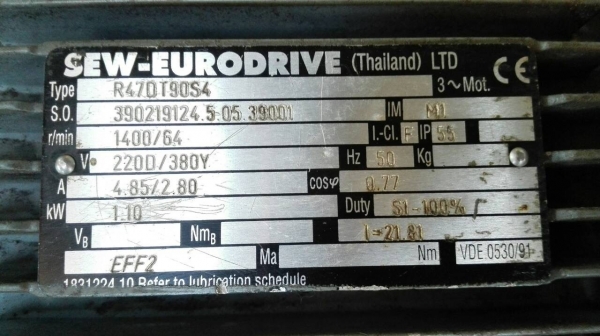 SEW-EURODRIVE (Thailand) LTD
Type R47DT90S4 3~Mot. CE
S.O. 390219124.5.05.39001 IM M1
r/min 1400/64 I.-Cl. F IP 55
V 220D/380Y Hz 50 Kg
A 4.85/2.80 cosφ 0.77
kW 1.10 Duty S1-100%
VB NmB i=21.81
EFF2 Ma Nm VDE 0530/91
1831224.10 Refer to lubrication schedule